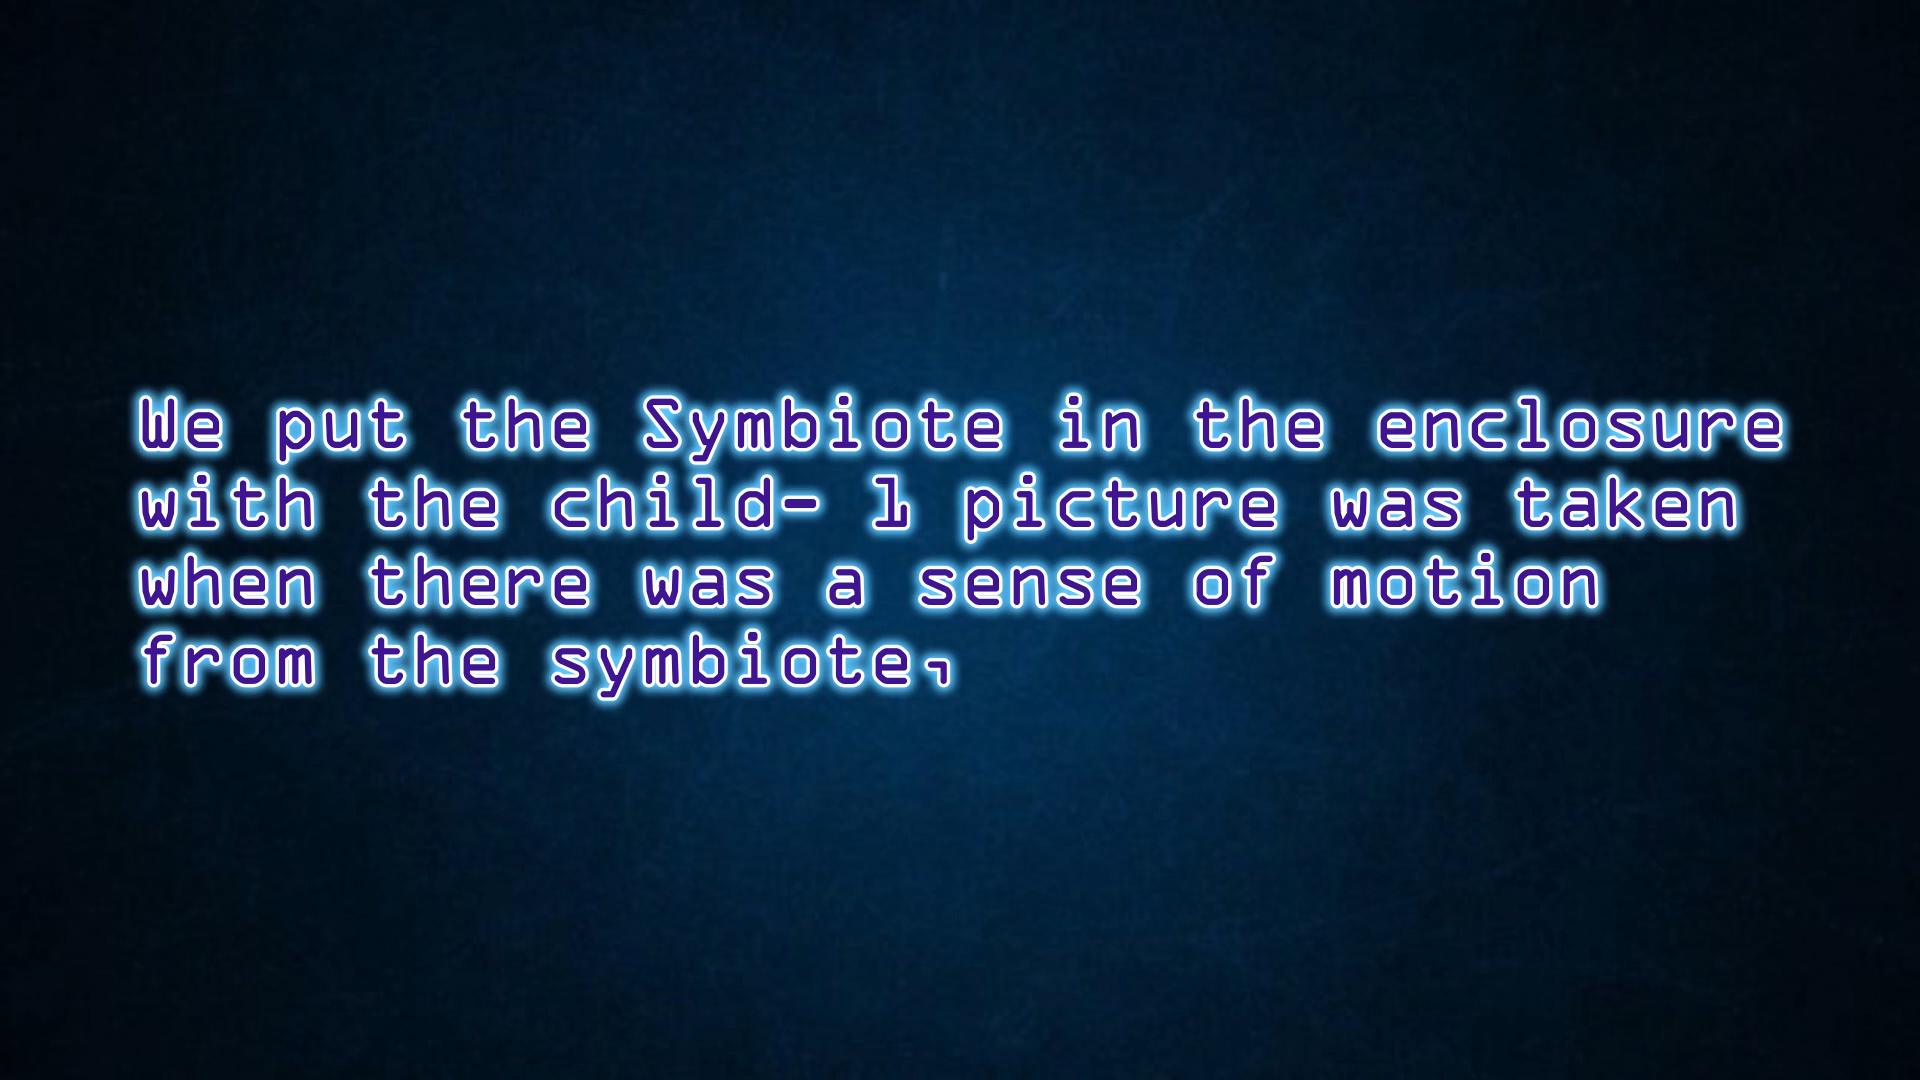 We put the Symbiote in the enclosure
with the child- 1 picture was taken
when there was a sense of motion
from the symbiote,